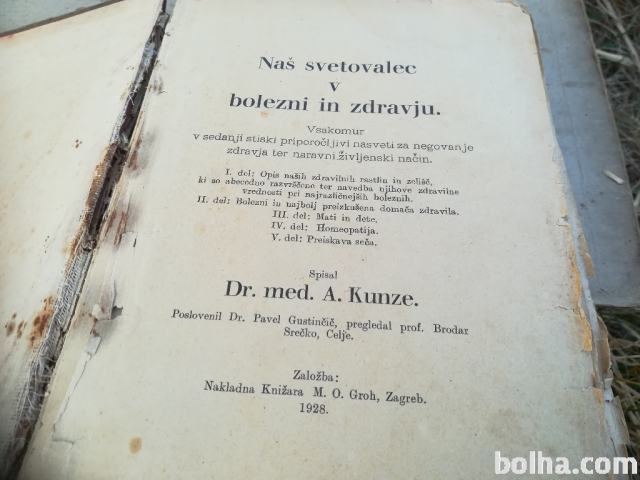 Naš svetovalec
v
bolezni in zdravju.
Vsakomur
v sedanji stiski priporočljivi nasveti za negovanje
zdravja ter naravni življenski način.
I. del: Opis naših zdravilnih rastlin in zelišč,
ki so abecedno razvrščene ter navedba njihove zdravilne
vrednosti pri najrazličnejših boleznih.
II. del: Bolezni in najbolj preizkušena domača zdravila.
III. del: Mati in dete.
IV. del: Homeopatija.
V. del: Preiskava seča.
Spisal
Dr. med. A. Kunze.
Poslovenil Dr. Pavel Gustinčič, pregledal prof. Brodar
Srečko, Celje.
Založba:
Nakladna Knižara M. O. Groh, Zagreb.
1928.
bolha.com!